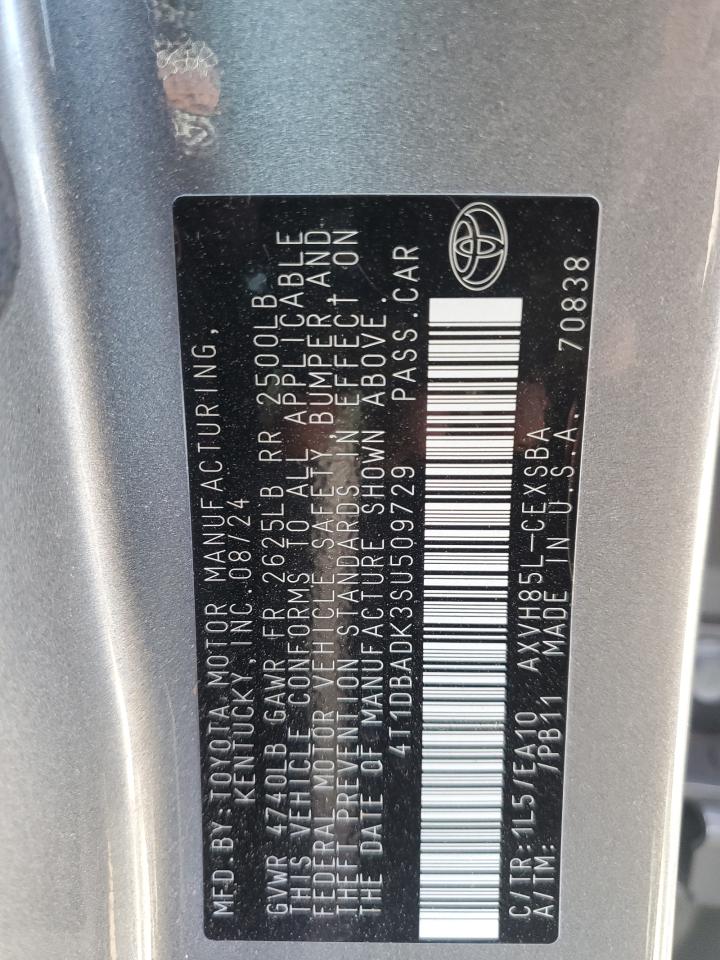 MFD.BY:TOYOTA MOTOR MANUFACTURING,
KENTUCKY, INC.08/24
GVWR 4740LB GAWR FR 2625LB RR 2500LB
THIS VEHICLE CONFORMS TO ALL APPLICABLE
FEDERAL MOTOR VEHICLE SAFETY, BUMPER, AND
THEFT PREVENTION STANDARDS IN EFFECT ON
THE DATE OF MANUFACTURE SHOWN ABOVE.
4T1DBADK3SU509729 PASS.CAR
C/TR:1L5/EA10 AXVH85L-CEXSBA 70838
A/TM: /PB11 MADE IN U.S.A.